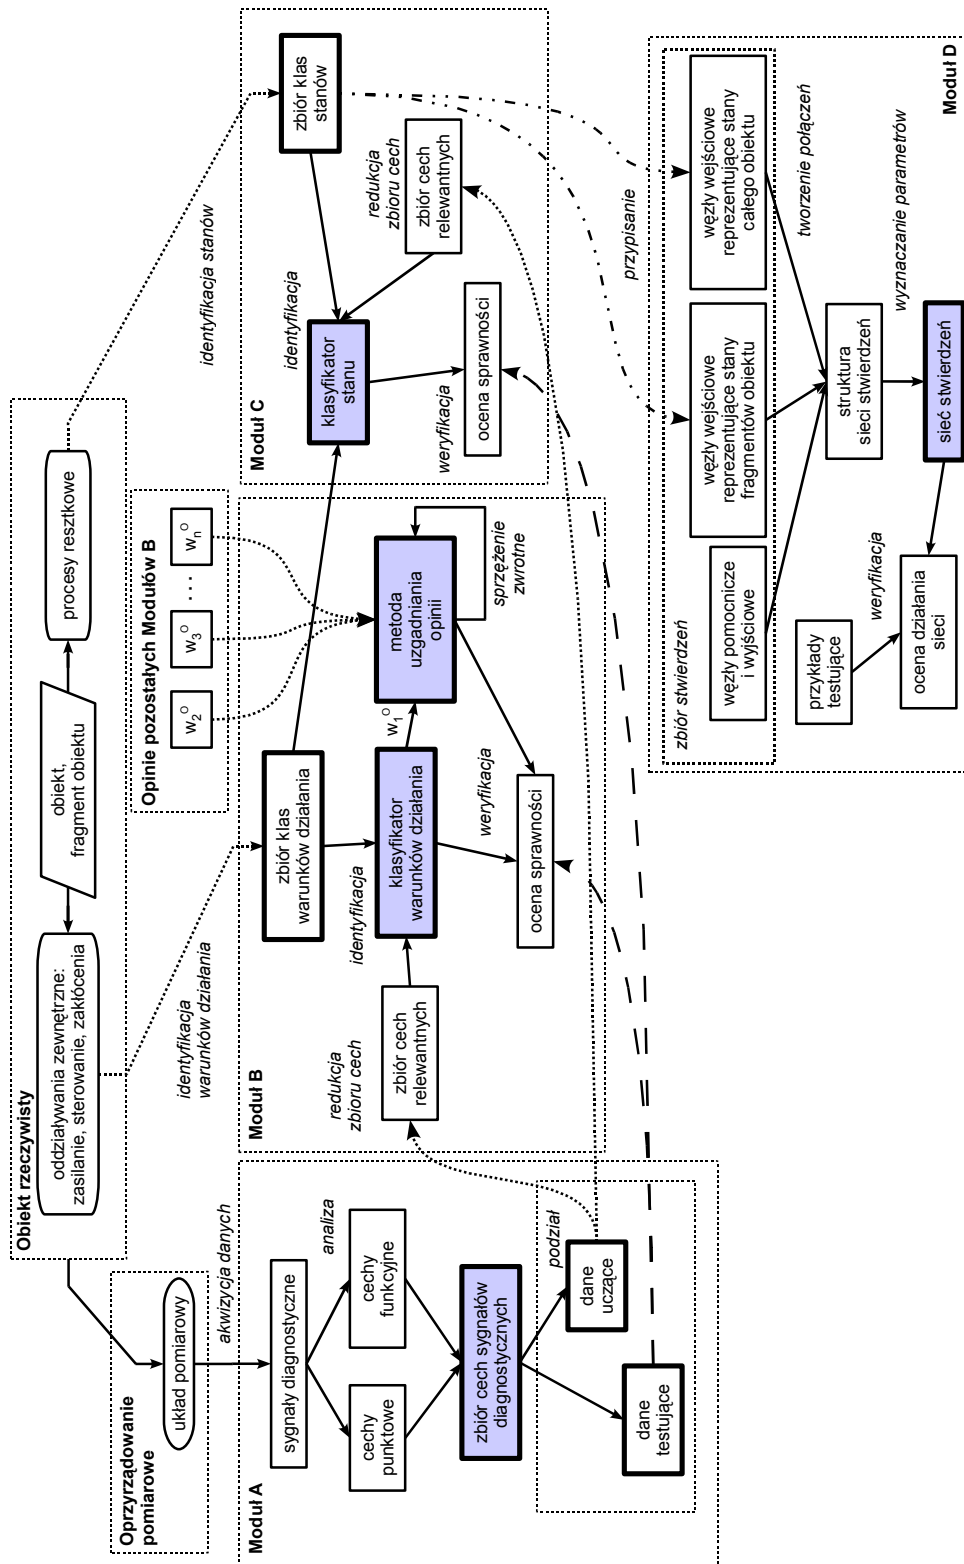 Obiekt rzeczywisty
oddziaływania zewnętrzne:
zasilanie, sterowanie, zakłócenia
obiekt,
fragment obiektu
procesy resztkowe
Oprzyrządowanie
pomiarowe
układ pomiarowy
akwizycja danych
identyfikacja
warunków działania
Opinie pozostałych Modułów B
w₂ᴼ
w₃ᴼ
...
wₙᴼ
identyfikacja stanów
Moduł A
sygnały diagnostyczne
analiza
cechy
punktowe
cechy
funkcyjne
zbiór cech sygnałów
diagnostycznych
podział
dane
testujące
dane
uczące
Moduł B
zbiór klas
warunków działania
redukcja
zbioru cech
zbiór cech
relewantnych
identyfikacja
klasyfikator
warunków działania
w₁ᴼ
metoda
uzgadniania
opinii
sprzężenie
zwrotne
weryfikacja
ocena sprawności
Moduł C
zbiór klas
stanów
identyfikacja
redukcja
zbioru cech
klasyfikator
stanu
zbiór cech
relewantnych
weryfikacja
ocena sprawności
przypisanie
zbiór stwierdzeń
węzły pomocnicze
i wyjściowe
węzły wejściowe
reprezentujące stany
fragmentów obiektu
węzły wejściowe
reprezentujące stany
całego obiektu
tworzenie połączeń
przykłady
testujące
struktura
sieci stwierdzeń
wyznaczanie parametrów
weryfikacja
ocena działania
sieci
sieć stwierdzeń
Moduł D